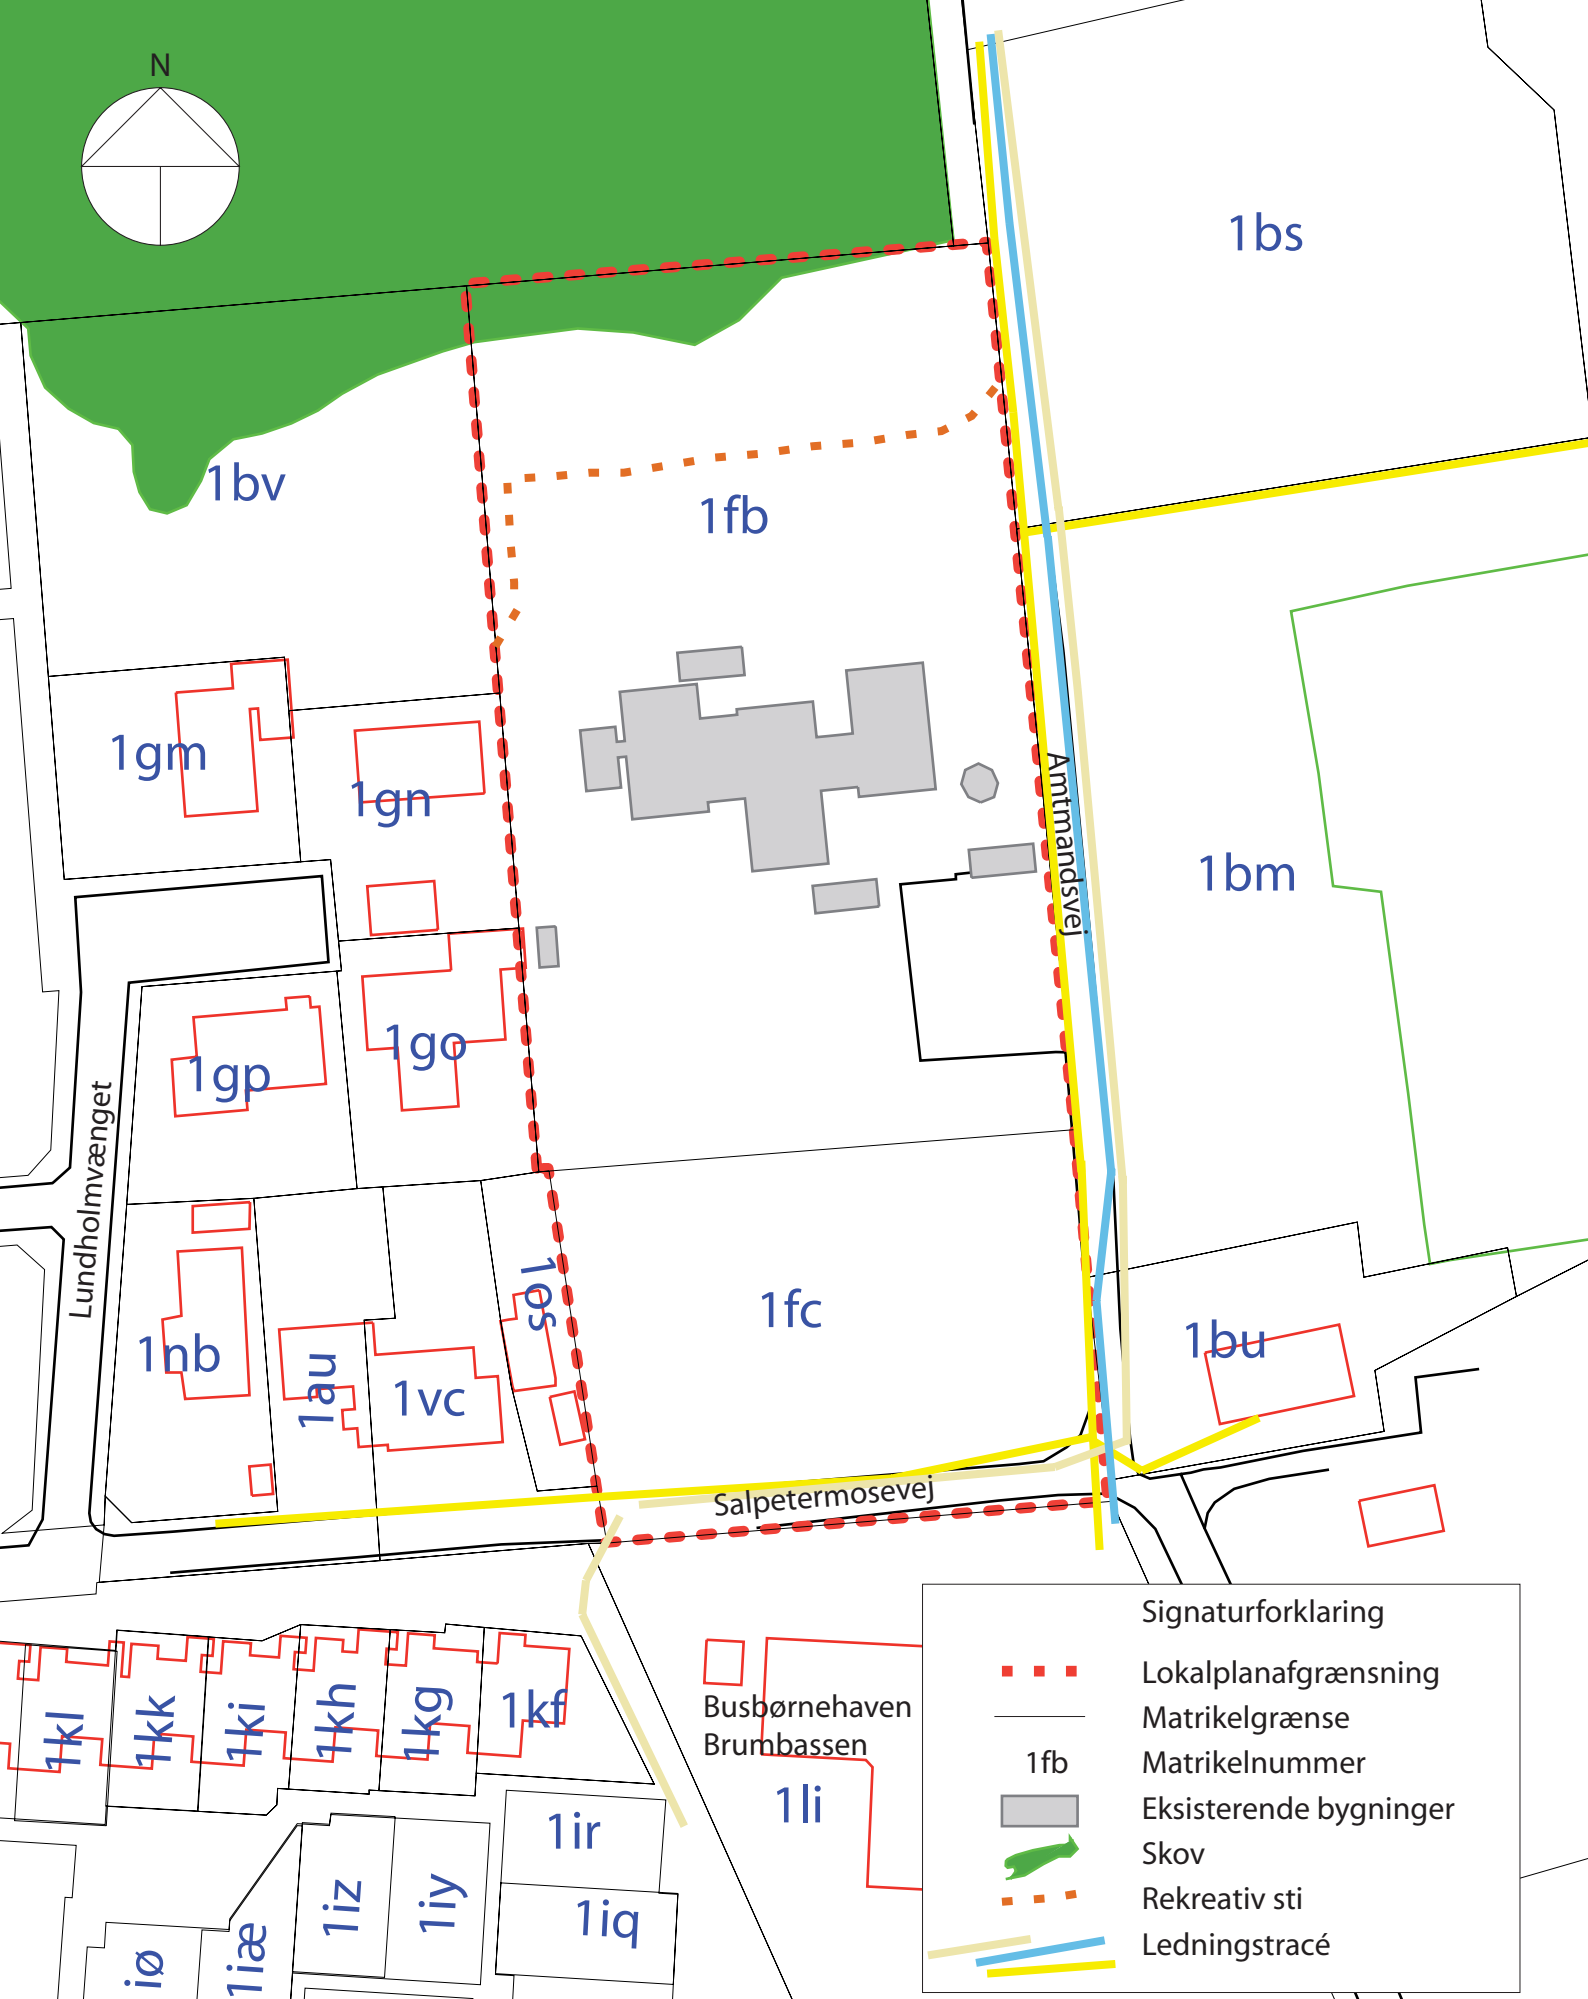 N
1bs
1bv
1fb
1gm
1gn
Amtmandsvej
1bm
1go
1gp
Lundholmvænget
1os
1fc
1nb
1au
1vc
1bu
Salpetermosevej
Signaturforklaring
Lokalplanafgrænsning
Matrikelgrænse
1fb Matrikelnummer
Eksisterende bygninger
Skov
Rekreativ sti
Ledningstracé
1kl
1kk
1ki
1kh
1kg
1kf
Busbørnehaven
Brumbassen
1li
1ir
1iz
1iy
1iq
iø
1iæ